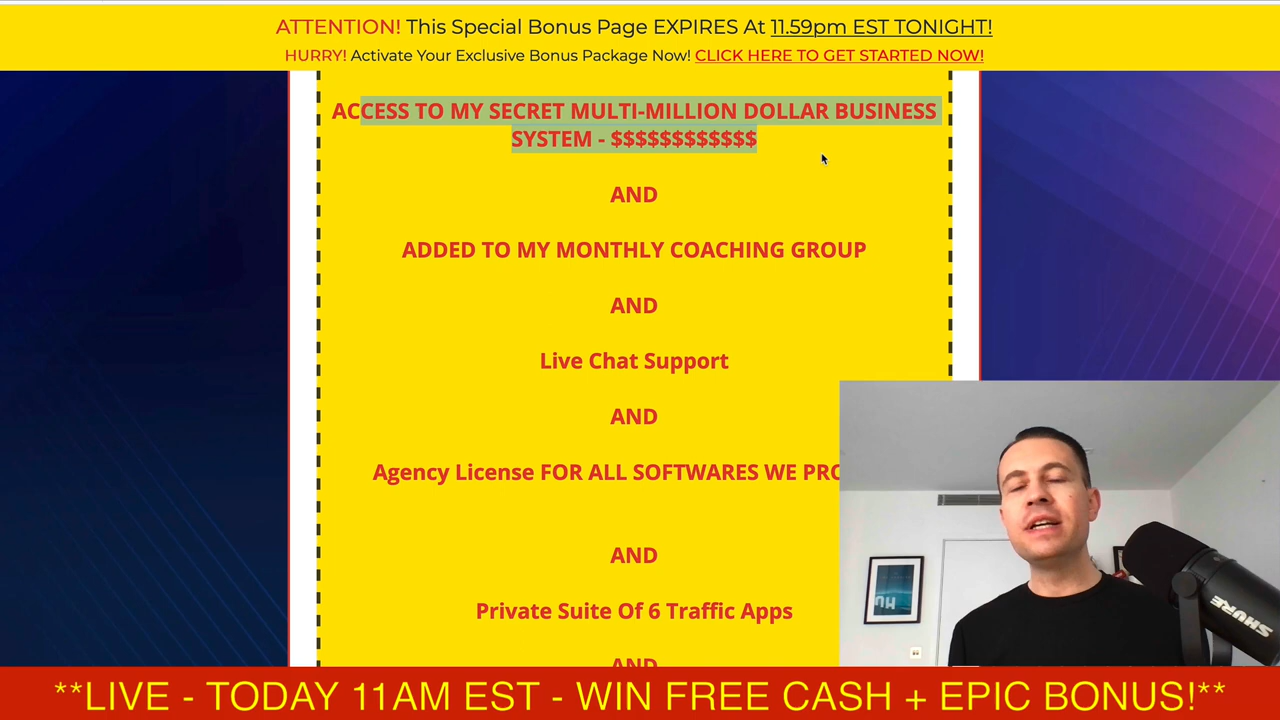 ATTENTION! This Special Bonus Page EXPIRES At 11.59pm EST TONIGHT!
HURRY! Activate Your Exclusive Bonus Package Now! CLICK HERE TO GET STARTED NOW!
ACCESS TO MY SECRET MULTI-MILLION DOLLAR BUSINESS
SYSTEM - $$$$$$$$$$$$
AND
ADDED TO MY MONTHLY COACHING GROUP
AND
Live Chat Support
AND
Agency License FOR ALL SOFTWARES WE
AND
Private Suite Of 6 Traffic Apps
AND
SHURE
**LIVE - TODAY 11AM EST - WIN FREE CASH + EPIC BONUS!**